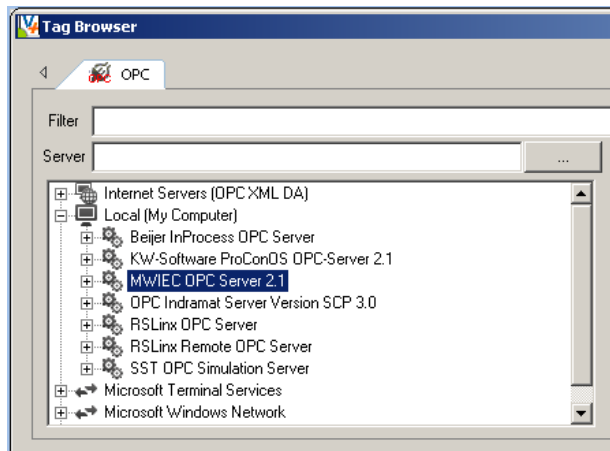 Tag Browser
OPC
Filter
Server
...
Internet Servers (OPC XML DA)
Local (My Computer)
Beijer InProcess OPC Server
KW-Software ProConOS OPC-Server 2.1
MWIEC OPC Server 2.1
OPC Indramat Server Version SCP 3.0
RSLinx OPC Server
RSLinx Remote OPC Server
SST OPC Simulation Server
Microsoft Terminal Services
Microsoft Windows Network